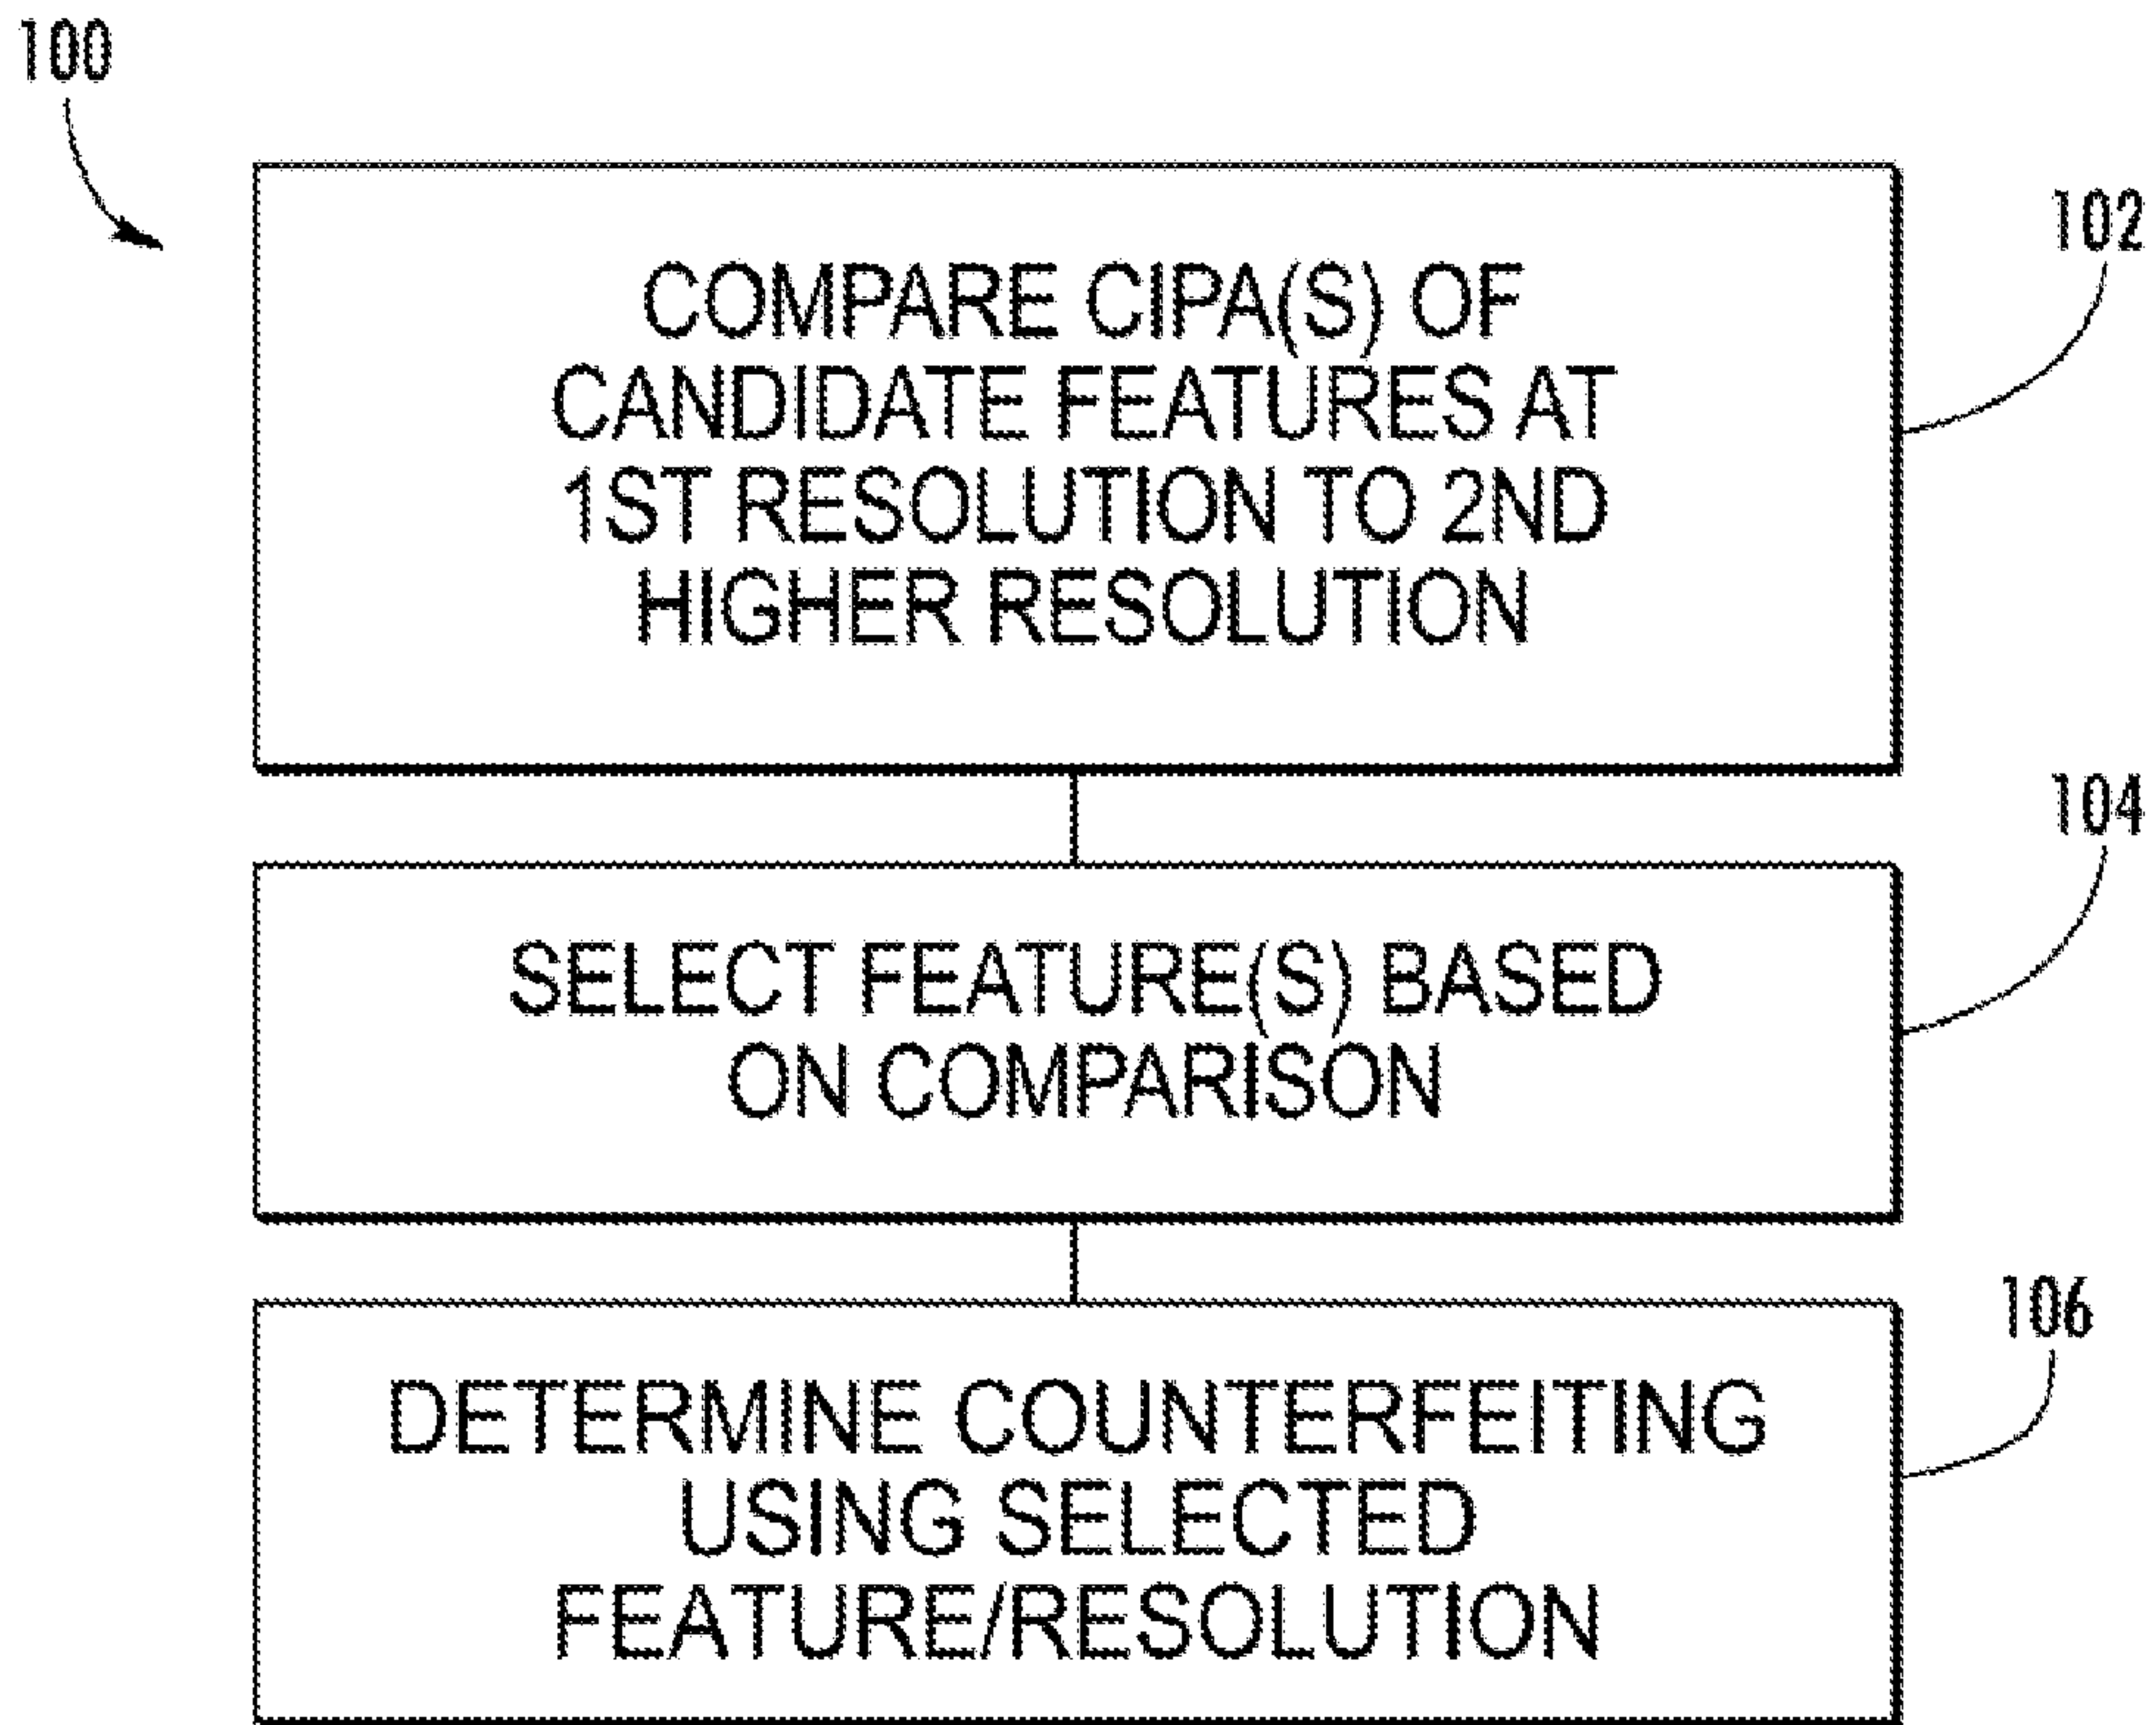 100
102
COMPARE CIPA(S) OF
CANDIDATE FEATURES AT
1ST RESOLUTION TO 2ND
HIGHER RESOLUTION
104
SELECT FEATURE(S) BASED
ON COMPARISON
106
DETERMINE COUNTERFEITING
USING SELECTED
FEATURE/RESOLUTION